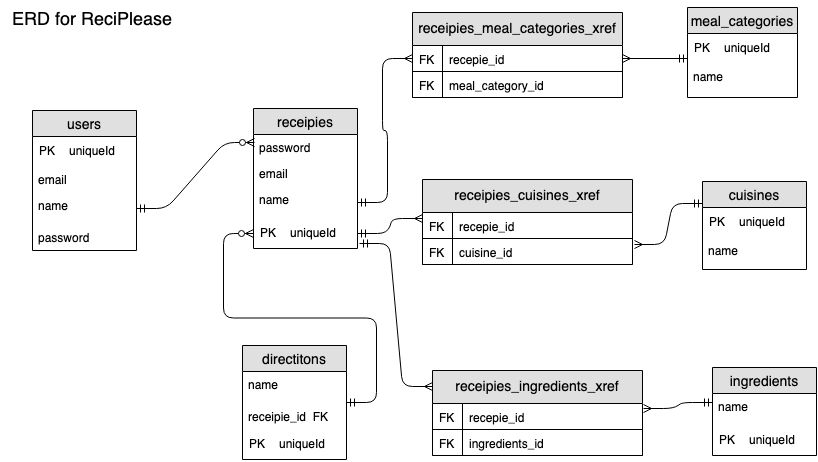 ERD for ReciPlease
receipies_meal_categories_xref
FK recepie_id
FK meal_category_id
meal_categories
PK uniqueId
name
users
PK uniqueId
email
name
password
receipies
password
email
name
PK uniqueId
receipies_cuisines_xref
FK recepie_id
FK cuisine_id
cuisines
PK uniqueId
name
directitons
name
receipie_id FK
PK uniqueId
receipies_ingredients_xref
FK recepie_id
FK ingredients_id
ingredients
name
PK uniqueId